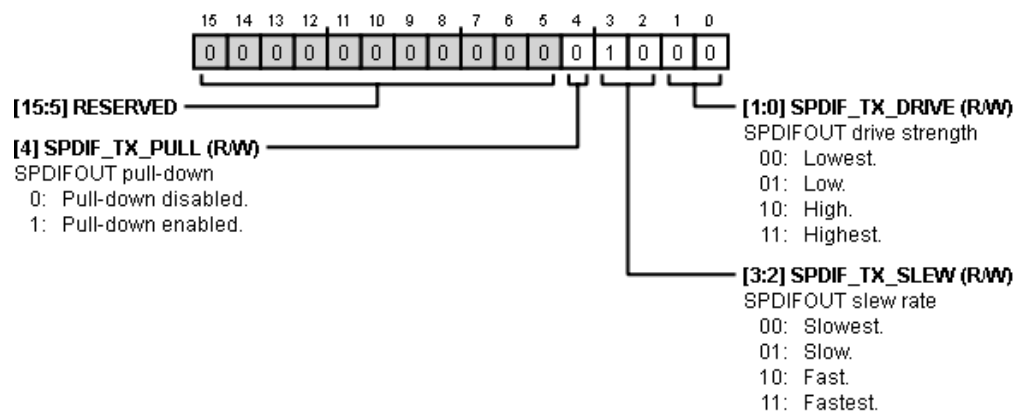 15 14 13 12 11 10 9 8 7 6 5 4 3 2 1 0
0 0 0 0 0 0 0 0 0 0 0 0 1 0 0 0
[15:5] RESERVED
[4] SPDIF_TX_PULL (R/W)
SPDIFOUT pull-down
0: Pull-down disabled.
1: Pull-down enabled.
[1:0] SPDIF_TX_DRIVE (R/W)
SPDIFOUT drive strength
00: Lowest.
01: Low.
10: High.
11: Highest.
[3:2] SPDIF_TX_SLEW (R/W)
SPDIFOUT slew rate
00: Slowest.
01: Slow.
10: Fast.
11: Fastest.